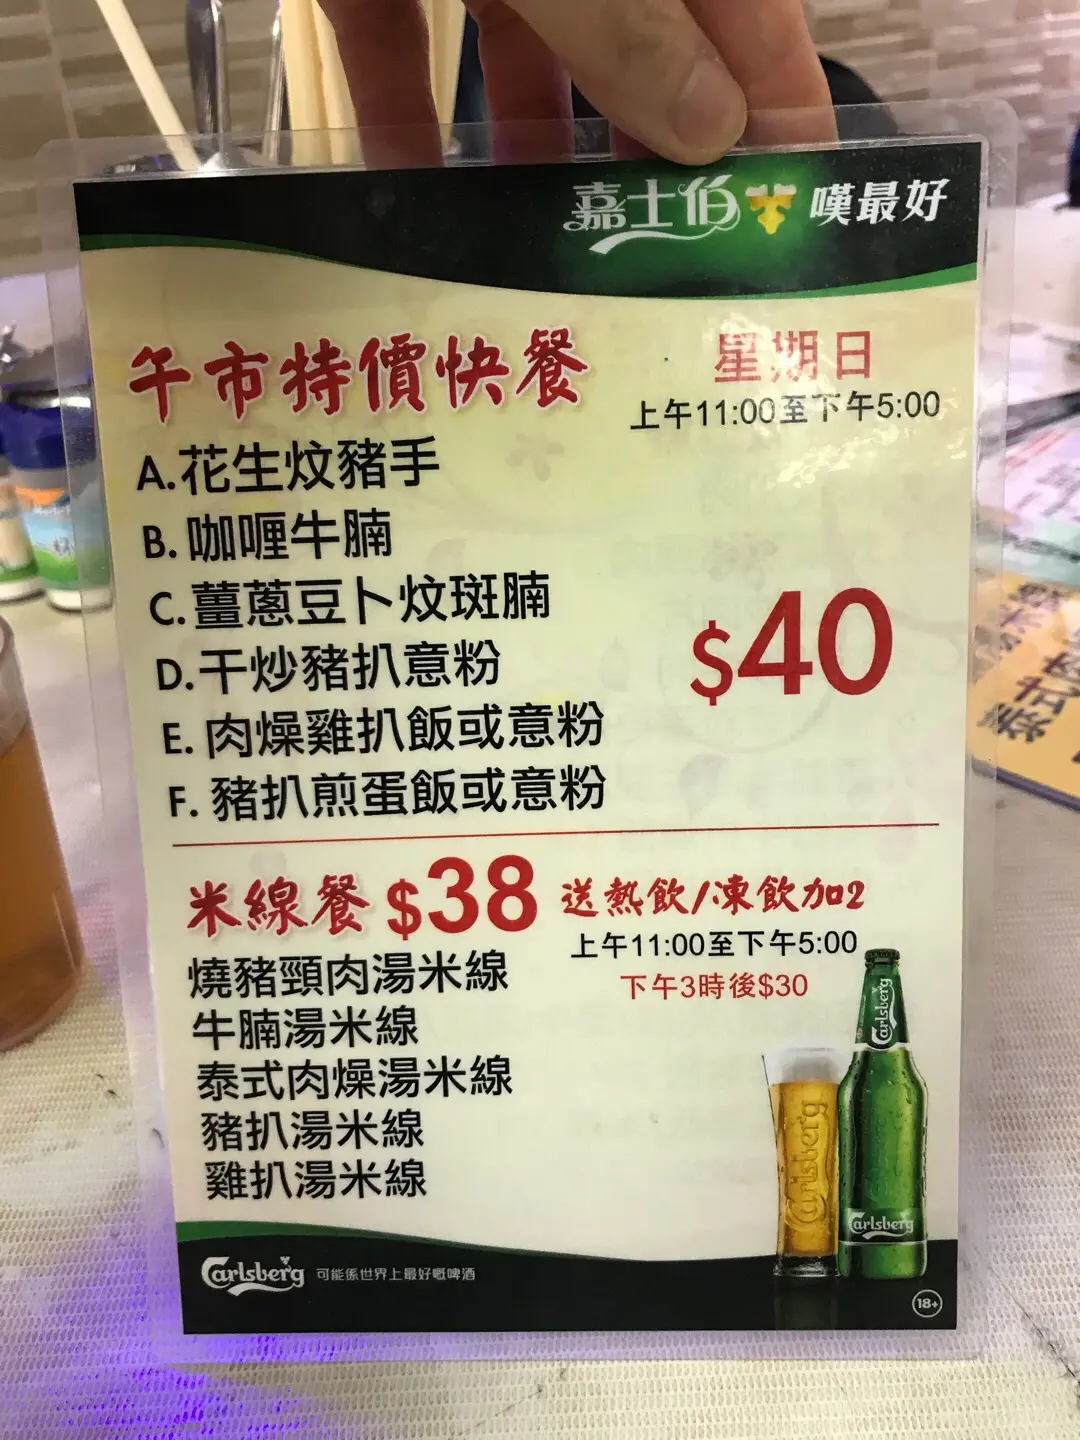 嘉士伯 嘆最好
午市特價快餐
星期日
上午11:00至下午5:00
A.花生炆豬手
B.咖喱牛腩
C.薑蔥豆卜炆斑腩
D.干炒豬扒意粉
E.肉燥雞扒飯或意粉
F.豬扒煎蛋飯或意粉
$40
米線餐 $38 送熱飲/凍飲加2
上午11:00至下午5:00
下午3時後$30
燒豬頸肉湯米線
牛腩湯米線
泰式肉燥湯米線
豬扒湯米線
雞扒湯米線
Carlsberg
Carlsberg
Carlsberg
Carlsberg 可能係世界上最好嘅啤酒
18+